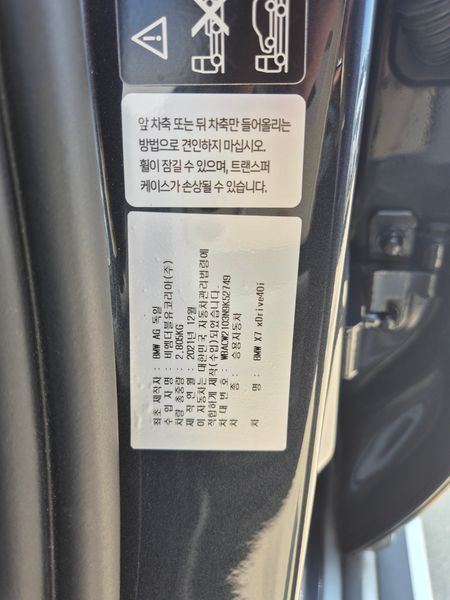 앞 차축 또는 뒤 차축만 들어올리는
방법으로 견인하지 마십시오.
휠이 잠길 수 있으며, 트랜스퍼
케이스가 손상될 수 있습니다.
최초 제작자 : BMW AG 독일
수 입 자 명 : 비엠더블유코리아(주)
차량 총중량 : 2,805KG
제 작 연 월 : 2021년 12월
이 자동차는 대한민국 자동차관리법령에
적합하게 제작(수입)되었습니다.
차 대 번 호 : WBACW2103N9K52749
차 종 : 승용자동차
차 명 : BMW X7 xDrive40i